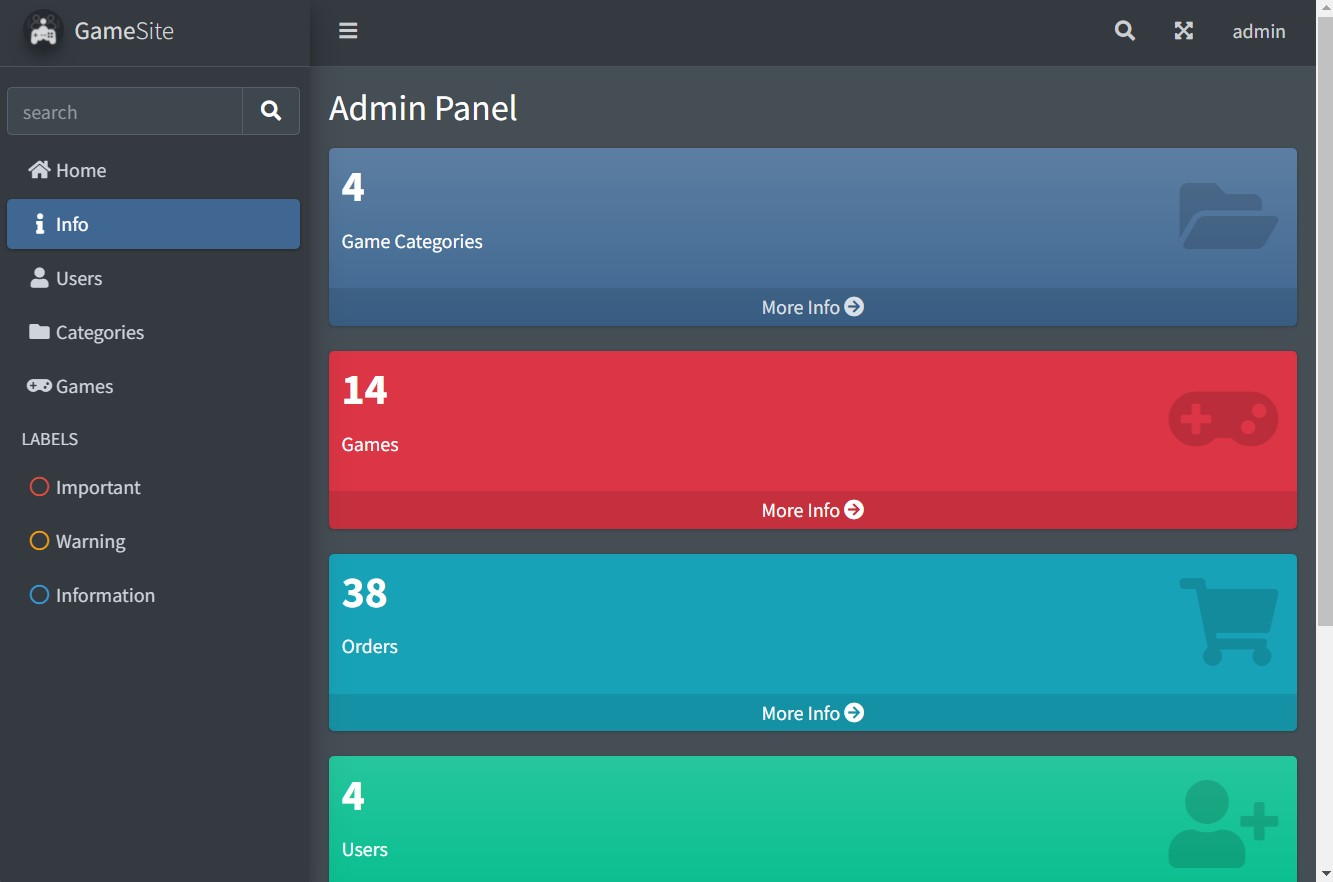 GameSite
admin
search
Home
Info
Users
Categories
Games
LABELS
Important
Warning
Information
Admin Panel
4
Game Categories
More Info
14
Games
More Info
38
Orders
More Info
4
Users